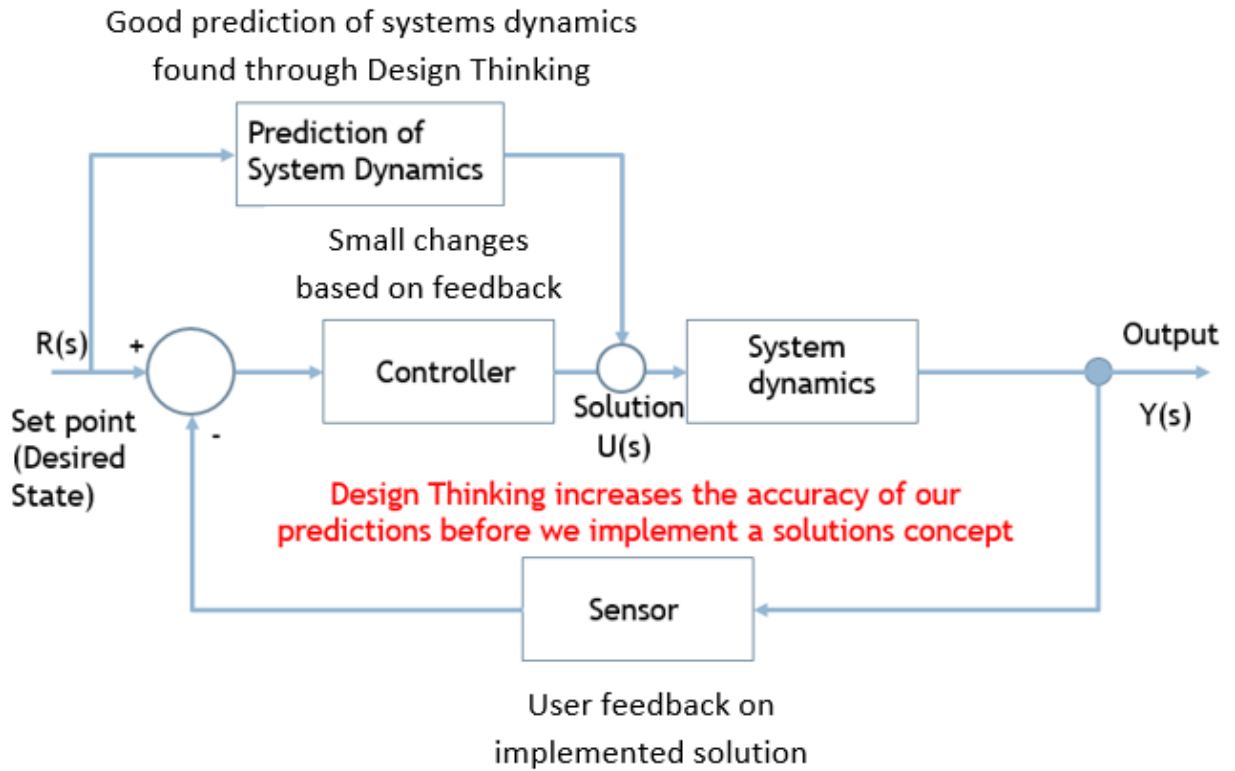 Good prediction of systems dynamics
found through Design Thinking
Prediction of
System Dynamics
Small changes
based on feedback
R(s)
+
Controller
System
dynamics
Output
Set point
(Desired
State)
-
Solution
U(s)
Y(s)
Design Thinking increases the accuracy of our
predictions before we implement a solutions concept
Sensor
User feedback on
implemented solution